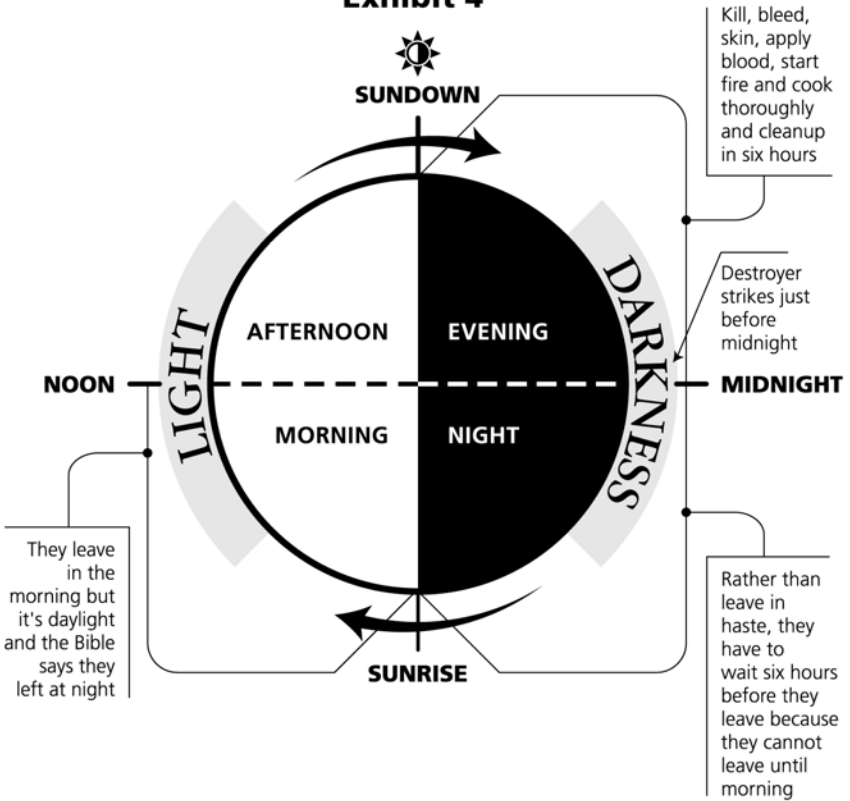 Exhibit 4
SUNDOWN
Kill, bleed,
skin, apply
blood, start
fire and cook
thoroughly
and cleanup
in six hours
Destroyer
strikes just
before
midnight
DARKNESS
LIGHT
AFTERNOON
EVENING
NOON
MIDNIGHT
MORNING
NIGHT
They leave
in the
morning but
it's daylight
and the Bible
says they
left at night
SUNRISE
Rather than
leave in
haste, they
have to
wait six hours
before they
leave because
they cannot
leave until
morning